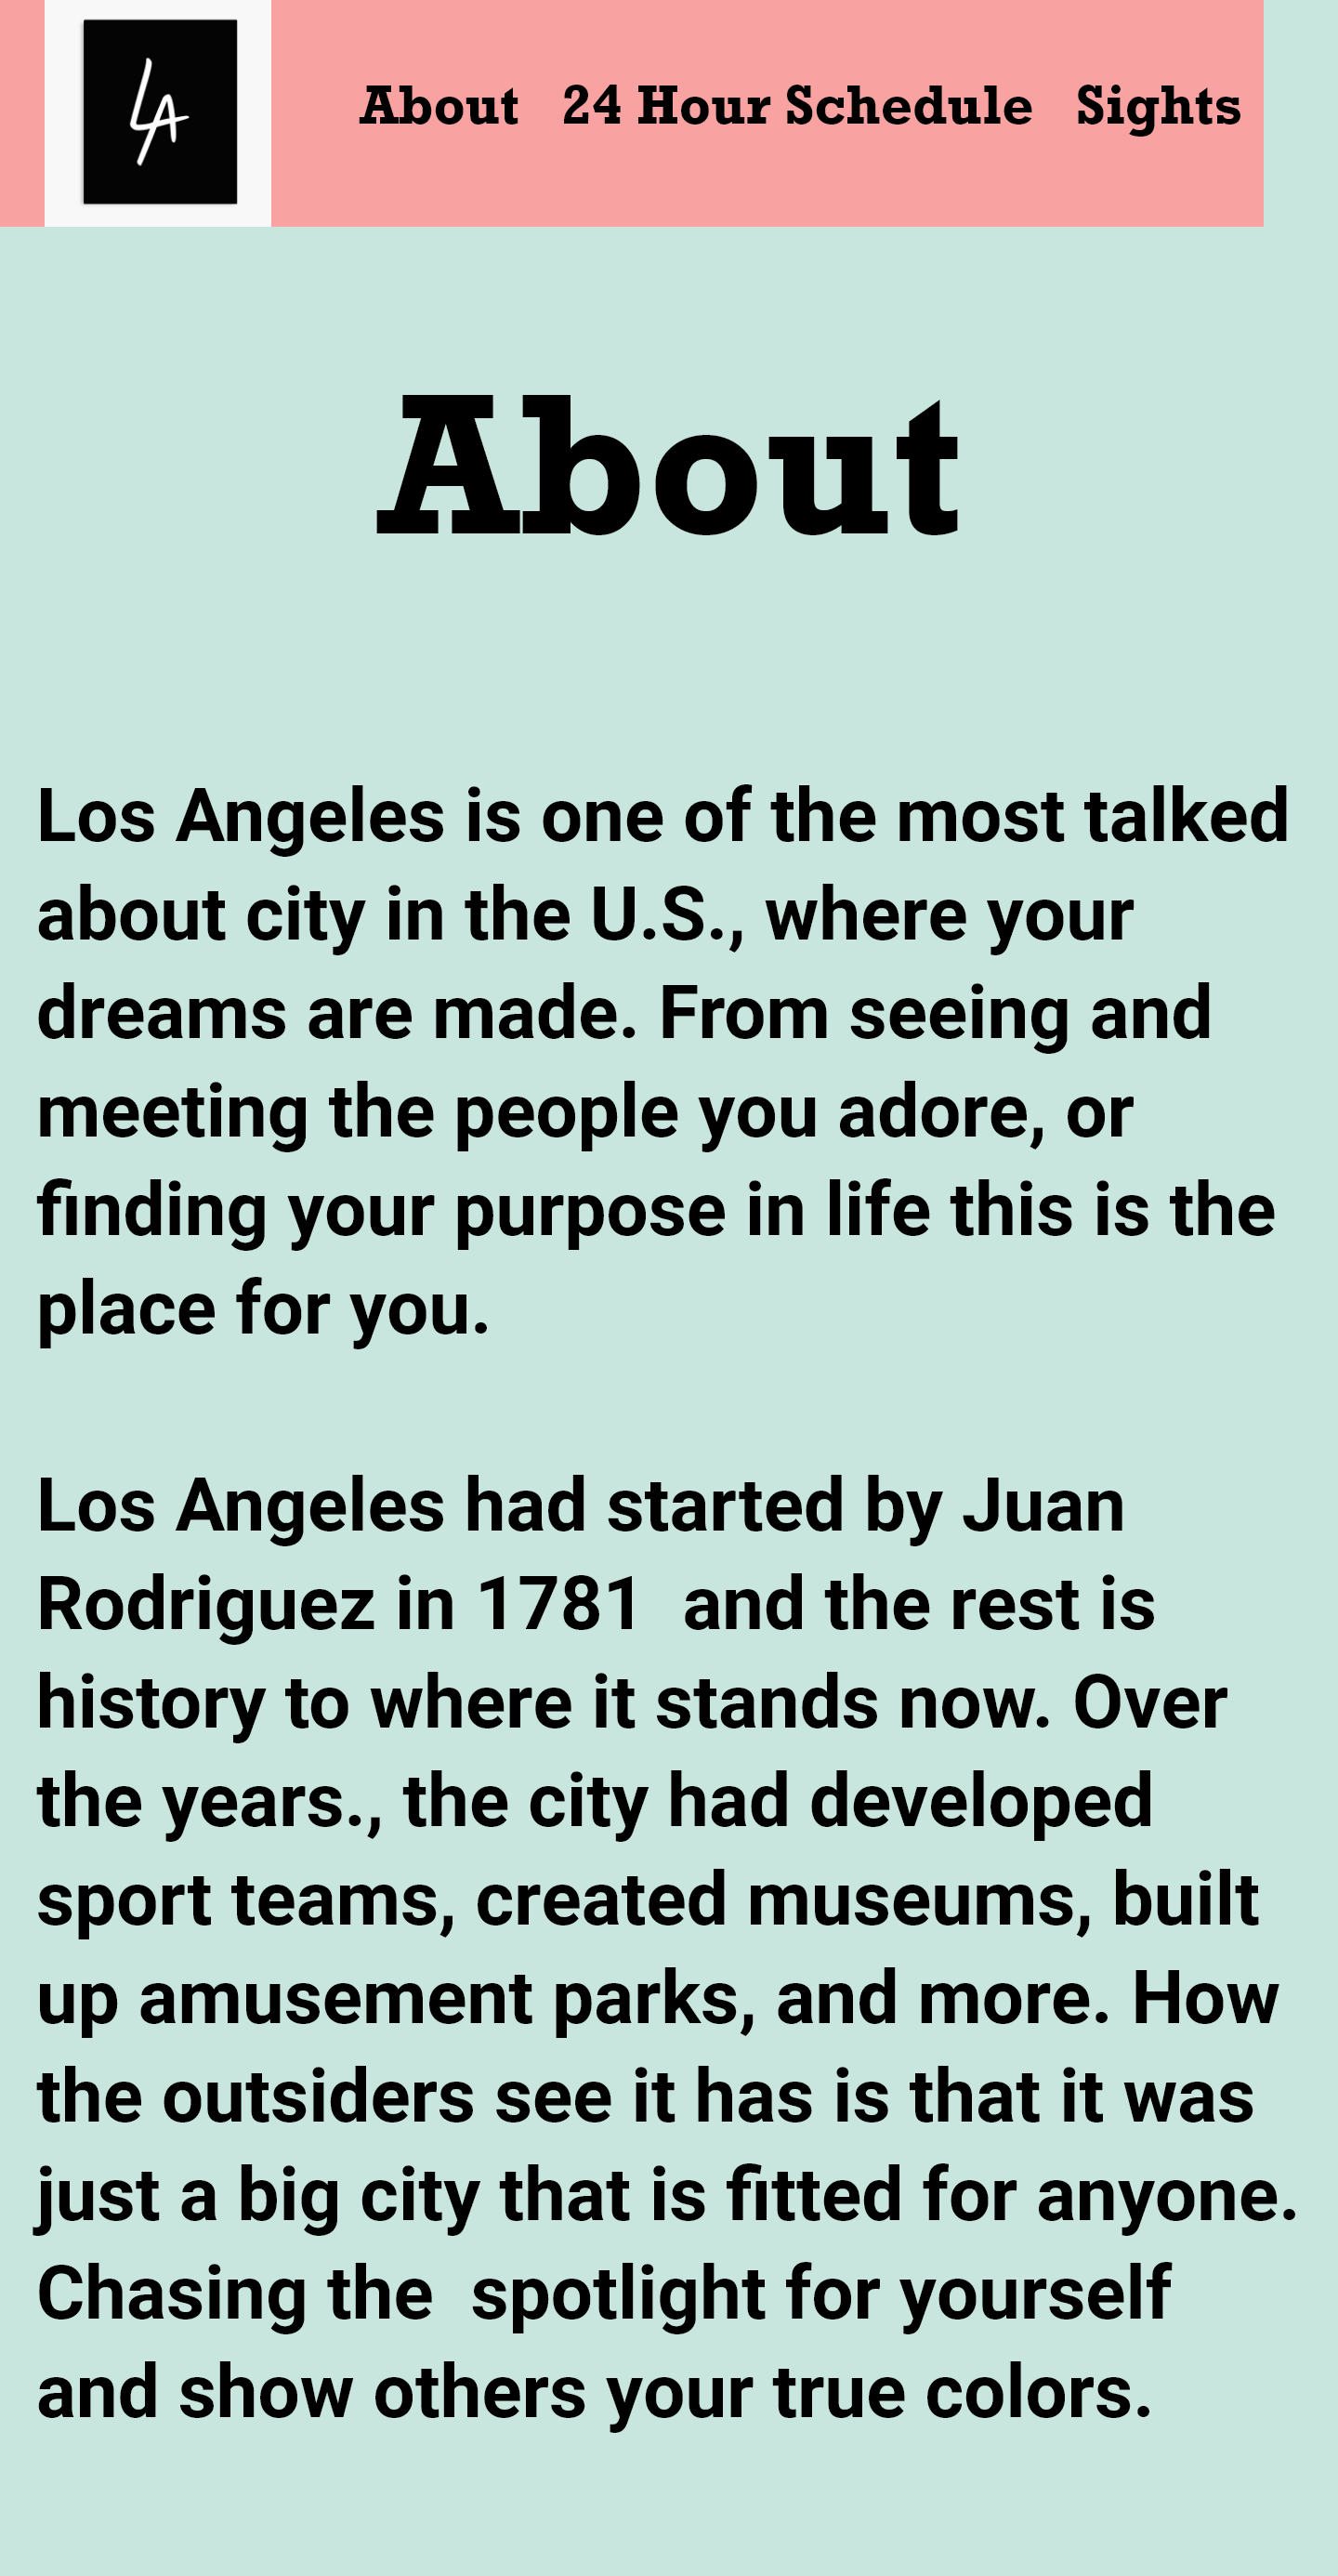 LA
About 24 Hour Schedule Sights
About
Los Angeles is one of the most talked
about city in the U.S., where your
dreams are made. From seeing and
meeting the people you adore, or
finding your purpose in life this is the
place for you.
Los Angeles had started by Juan
Rodriguez in 1781  and the rest is
history to where it stands now. Over
the years., the city had developed
sport teams, created museums, built
up amusement parks, and more. How
the outsiders see it has is that it was
just a big city that is fitted for anyone.
Chasing the  spotlight for yourself
and show others your true colors.